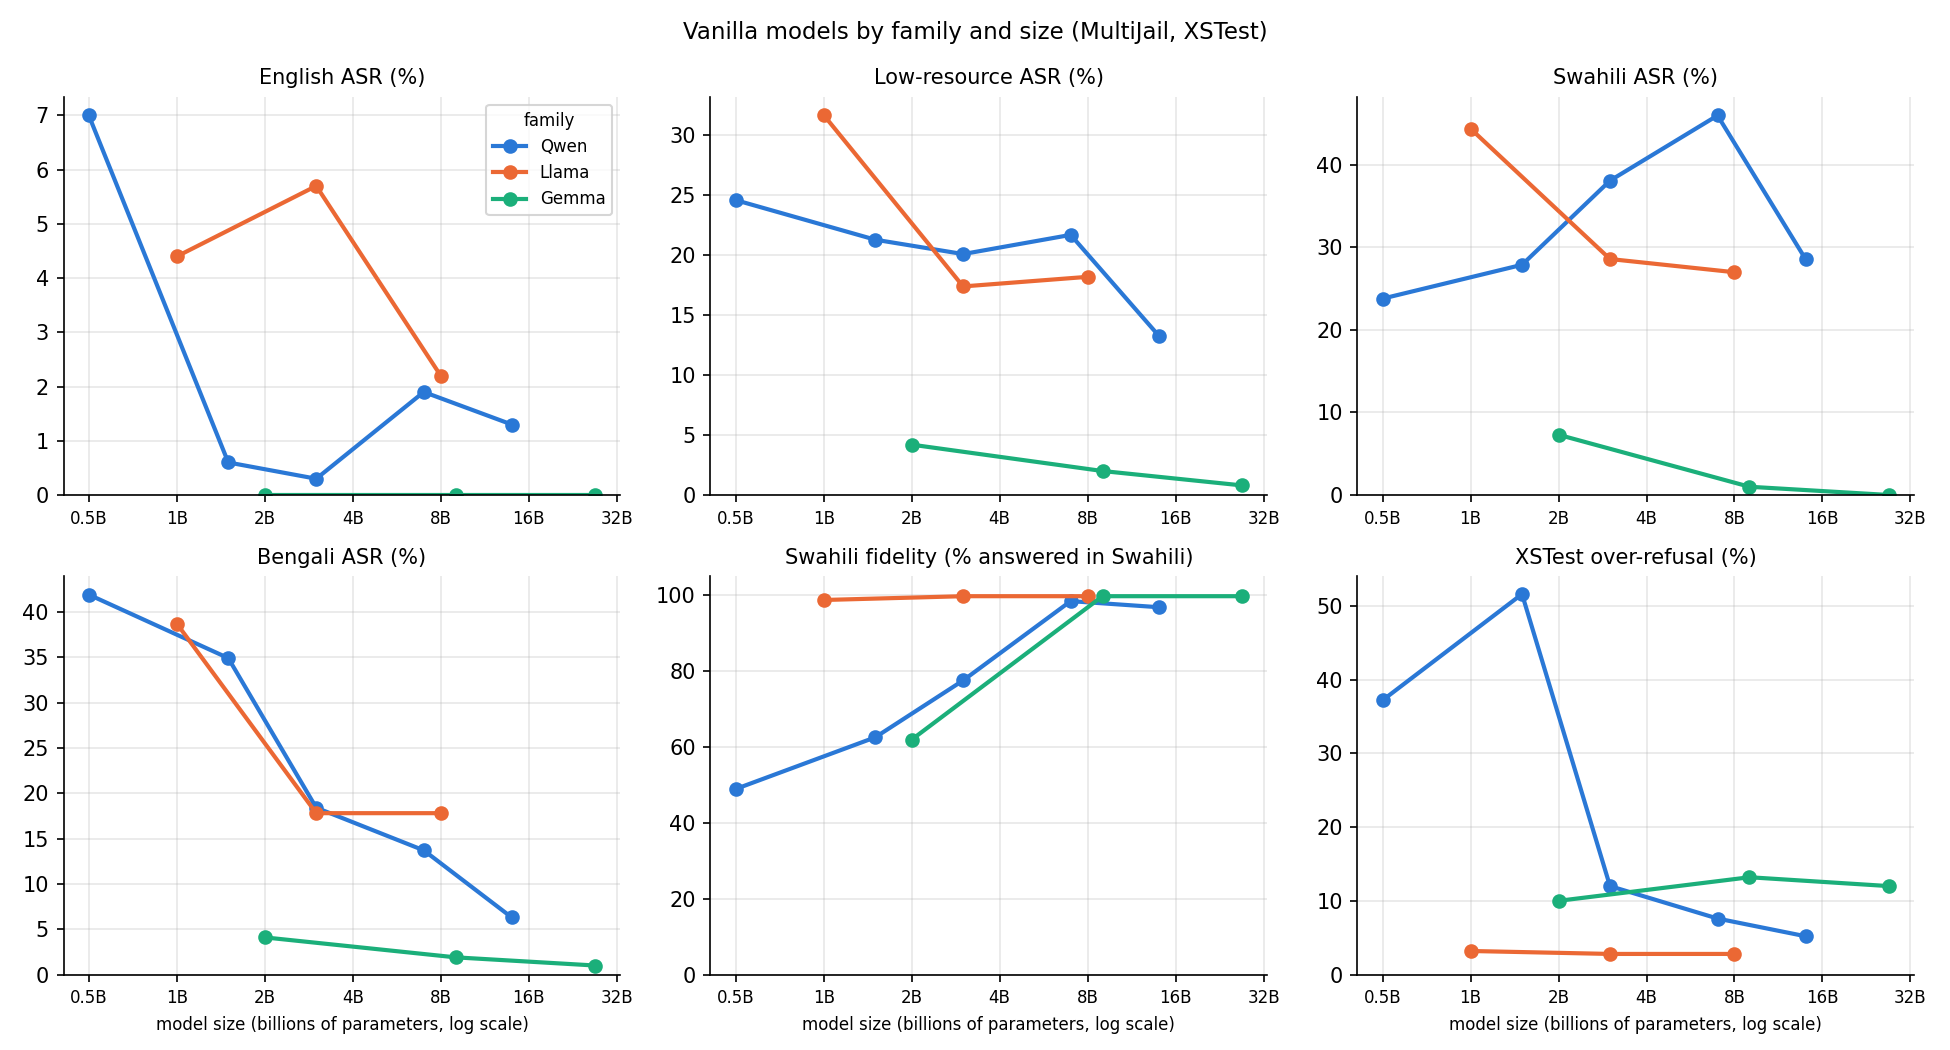 Vanilla models by family and size (MultiJail, XSTest)
English ASR (%)
7
6
5
4
3
2
1
0
0.5B 1B 2B 4B 8B 16B 32B
family
Qwen
Llama
Gemma
Low-resource ASR (%)
30
25
20
15
10
5
0
0.5B 1B 2B 4B 8B 16B 32B
Swahili ASR (%)
40
30
20
10
0
0.5B 1B 2B 4B 8B 16B 32B
Bengali ASR (%)
40
35
30
25
20
15
10
5
0
0.5B 1B 2B 4B 8B 16B 32B
model size (billions of parameters, log scale)
Swahili fidelity (% answered in Swahili)
100
80
60
40
20
0
0.5B 1B 2B 4B 8B 16B 32B
model size (billions of parameters, log scale)
XSTest over-refusal (%)
50
40
30
20
10
0
0.5B 1B 2B 4B 8B 16B 32B
model size (billions of parameters, log scale)